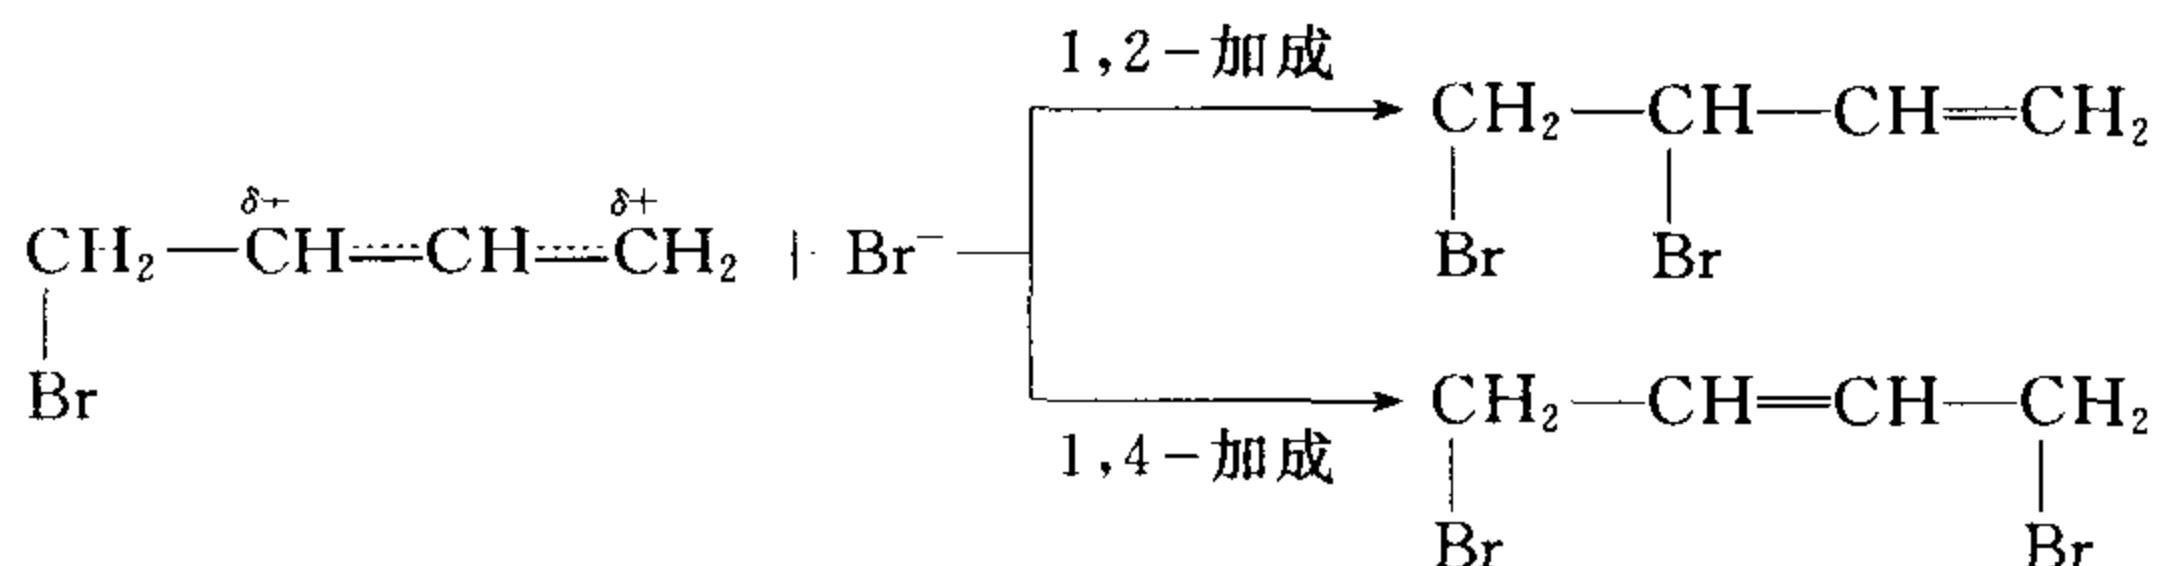 1,2-加成
CH₂—CH—CH=CH₂
Br Br
δ+ δ+
CH₂—CH┈CH┈CH₂ + Br⁻
Br
1,4-加成
CH₂—CH=CH—CH₂
Br Br